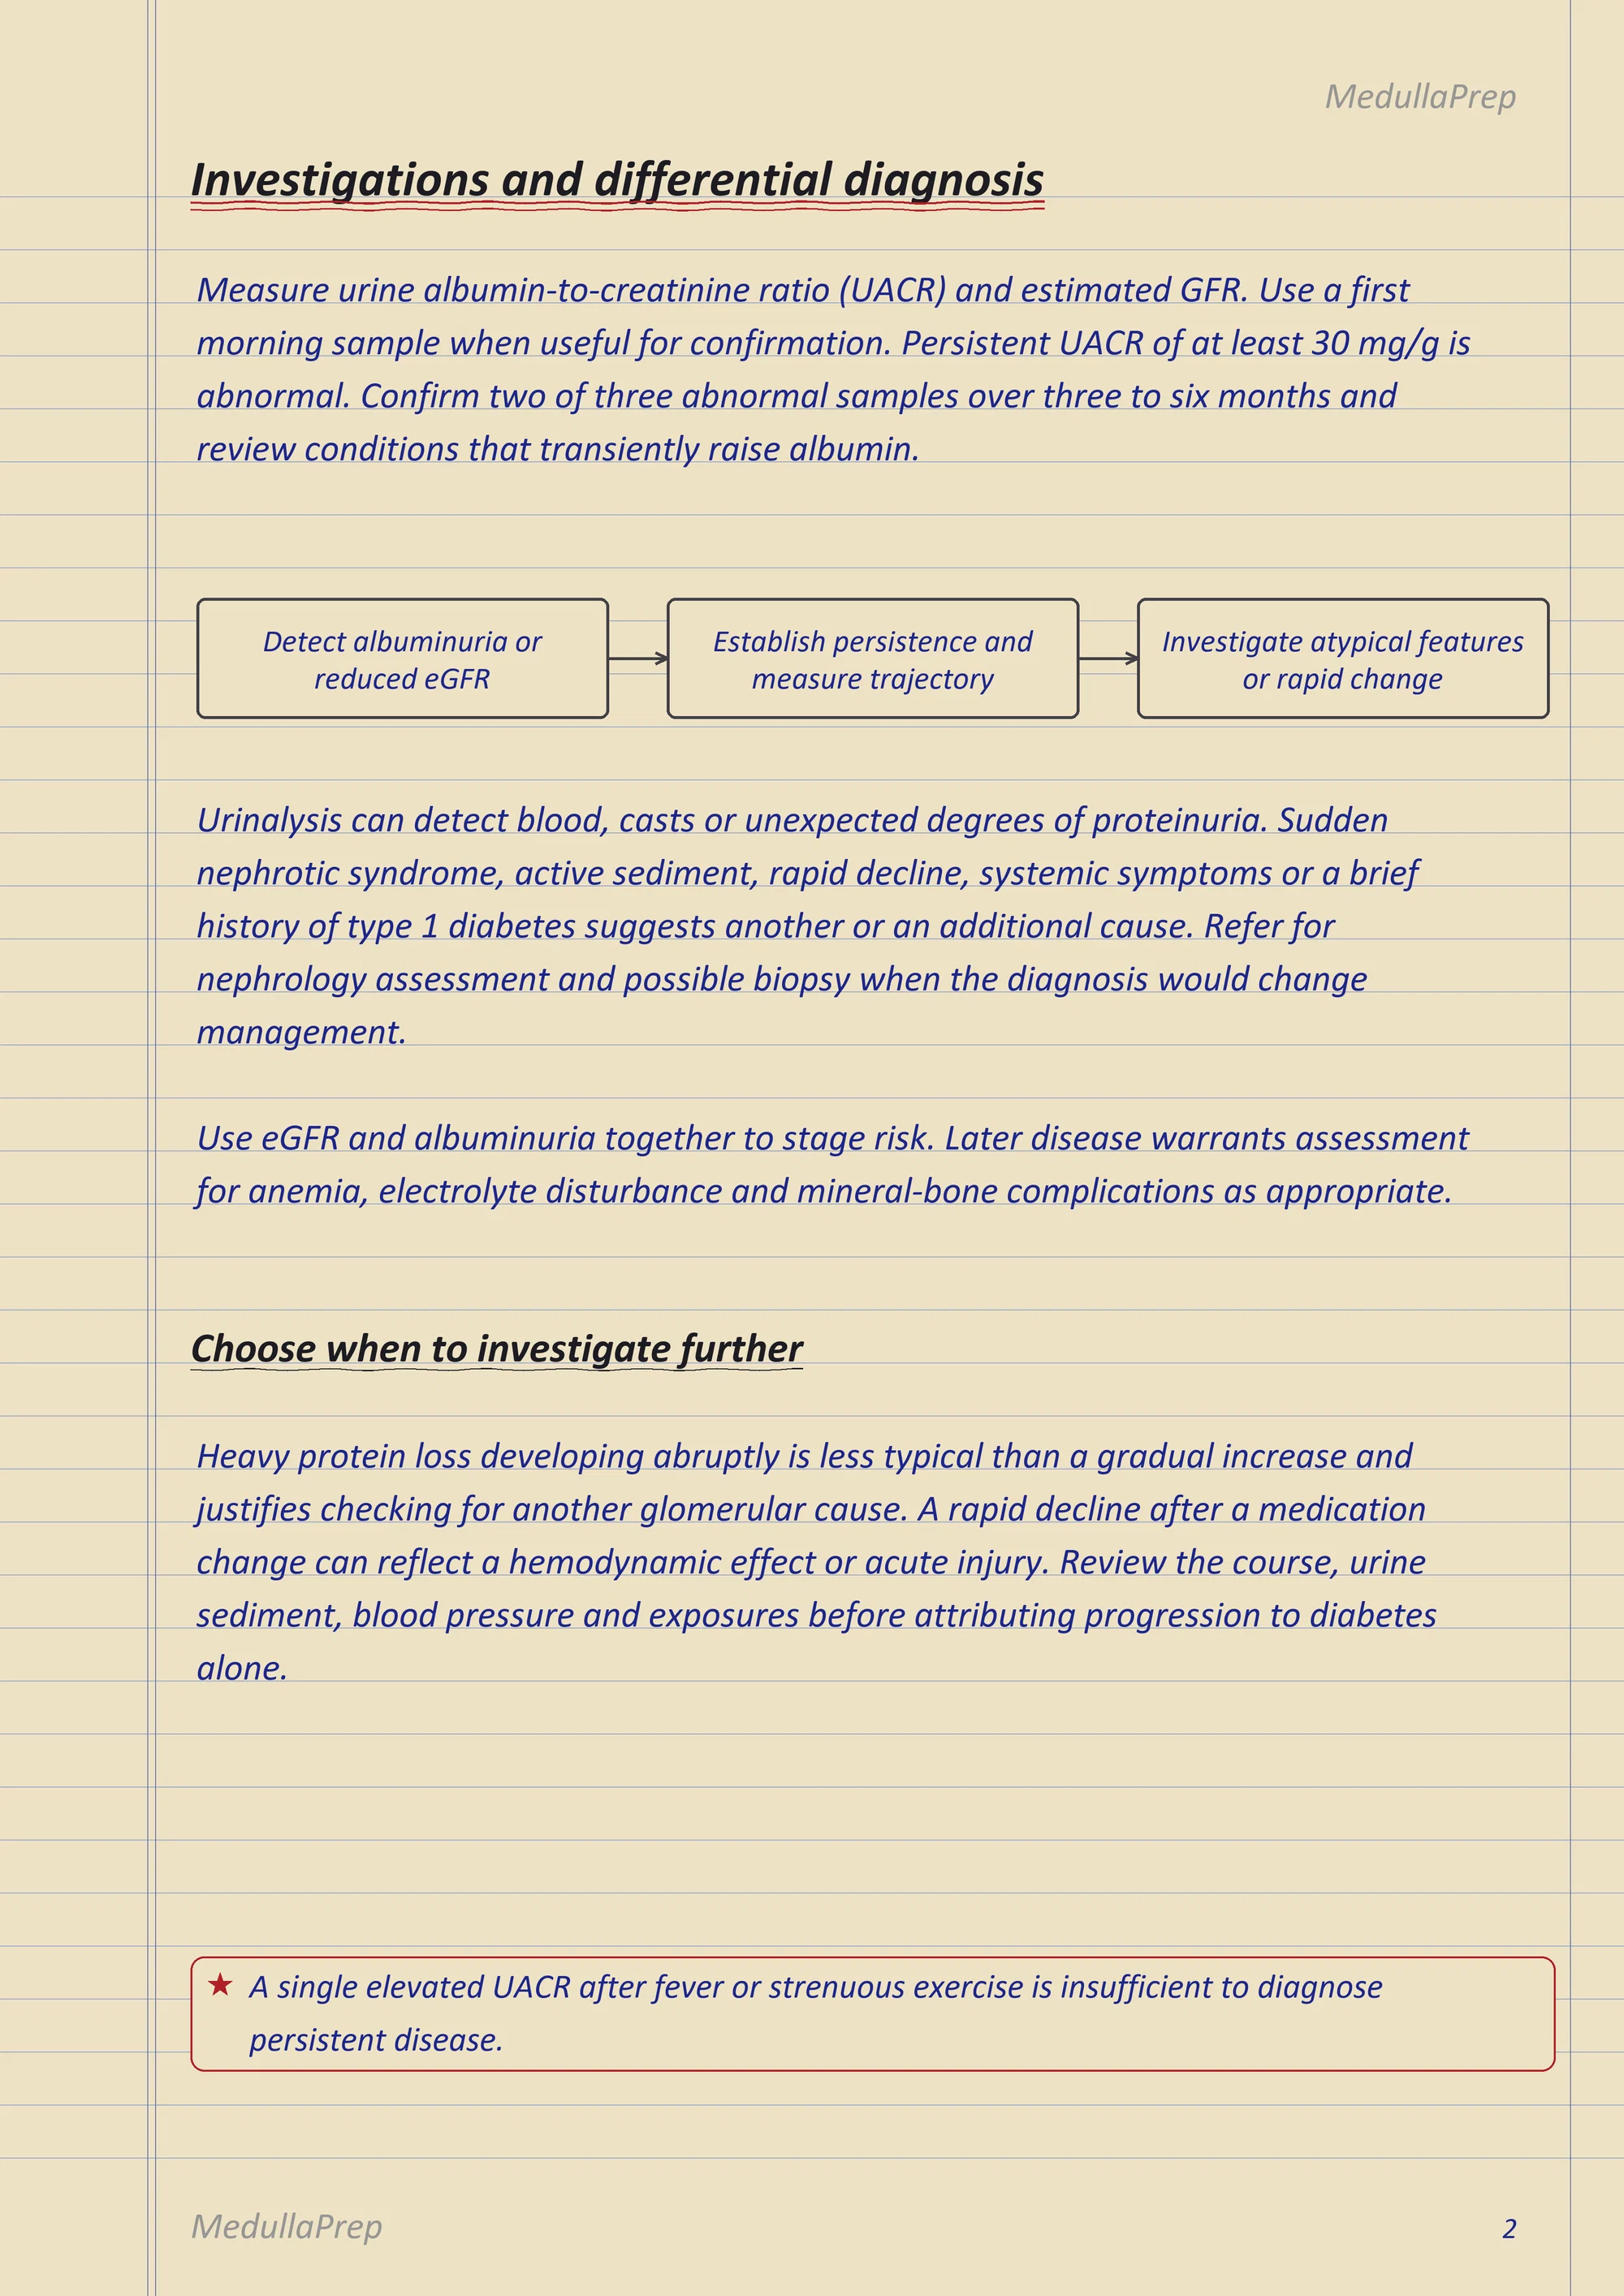 MedullaPrep
Investigations and differential diagnosis
Measure urine albumin-to-creatinine ratio (UACR) and estimated GFR. Use a first
morning sample when useful for confirmation. Persistent UACR of at least 30 mg/g is
abnormal. Confirm two of three abnormal samples over three to six months and
review conditions that transiently raise albumin.
Detect albuminuria or
reduced eGFR
Establish persistence and
measure trajectory
Investigate atypical features
or rapid change
Urinalysis can detect blood, casts or unexpected degrees of proteinuria. Sudden
nephrotic syndrome, active sediment, rapid decline, systemic symptoms or a brief
history of type 1 diabetes suggests another or an additional cause. Refer for
nephrology assessment and possible biopsy when the diagnosis would change
management.
Use eGFR and albuminuria together to stage risk. Later disease warrants assessment
for anemia, electrolyte disturbance and mineral-bone complications as appropriate.
Choose when to investigate further
Heavy protein loss developing abruptly is less typical than a gradual increase and
justifies checking for another glomerular cause. A rapid decline after a medication
change can reflect a hemodynamic effect or acute injury. Review the course, urine
sediment, blood pressure and exposures before attributing progression to diabetes
alone.
★ A single elevated UACR after fever or strenuous exercise is insufficient to diagnose
persistent disease.
MedullaPrep
2